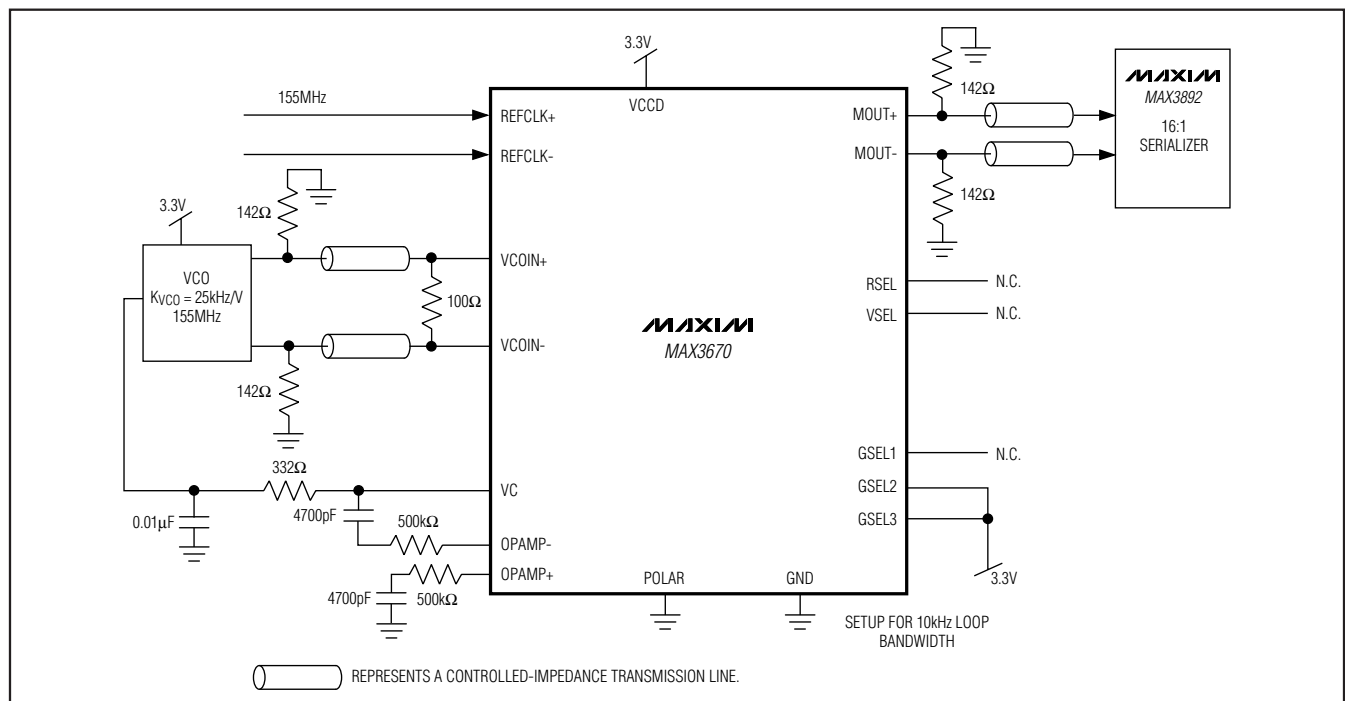 3.3V
155MHz
REFCLK+
VCCD
MOUT+
142Ω
MAXIM
MAX3892
16:1
SERIALIZER
REFCLK-
MOUT-
142Ω
3.3V
142Ω
VCO
KVCO = 25kHz/V
155MHz
VCOIN+
100Ω
VCOIN-
142Ω
MAXIM
MAX3670
RSEL
N.C.
VSEL
N.C.
GSEL1
N.C.
GSEL2
GSEL3
3.3V
332Ω
VC
0.01µF
4700pF
500kΩ
OPAMP-
OPAMP+
4700pF
500kΩ
POLAR
GND
SETUP FOR 10kHz LOOP
BANDWIDTH
REPRESENTS A CONTROLLED-IMPEDANCE TRANSMISSION LINE.